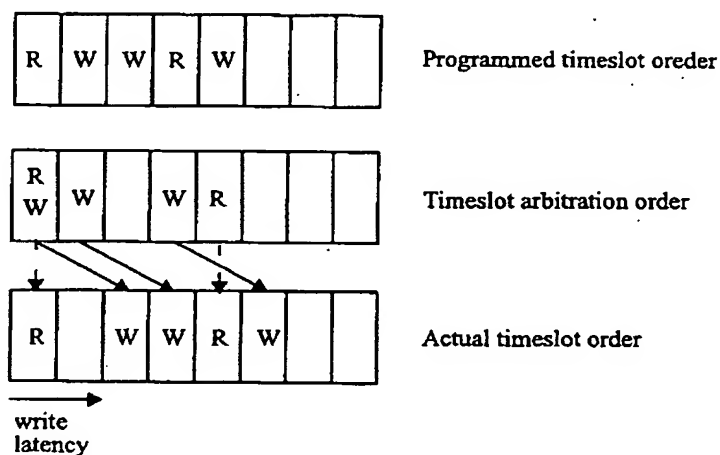 R W W R W
Programmed timeslot oreder
R
W W W R
Timeslot arbitration order
R W W R W
Actual timeslot order
write
latency